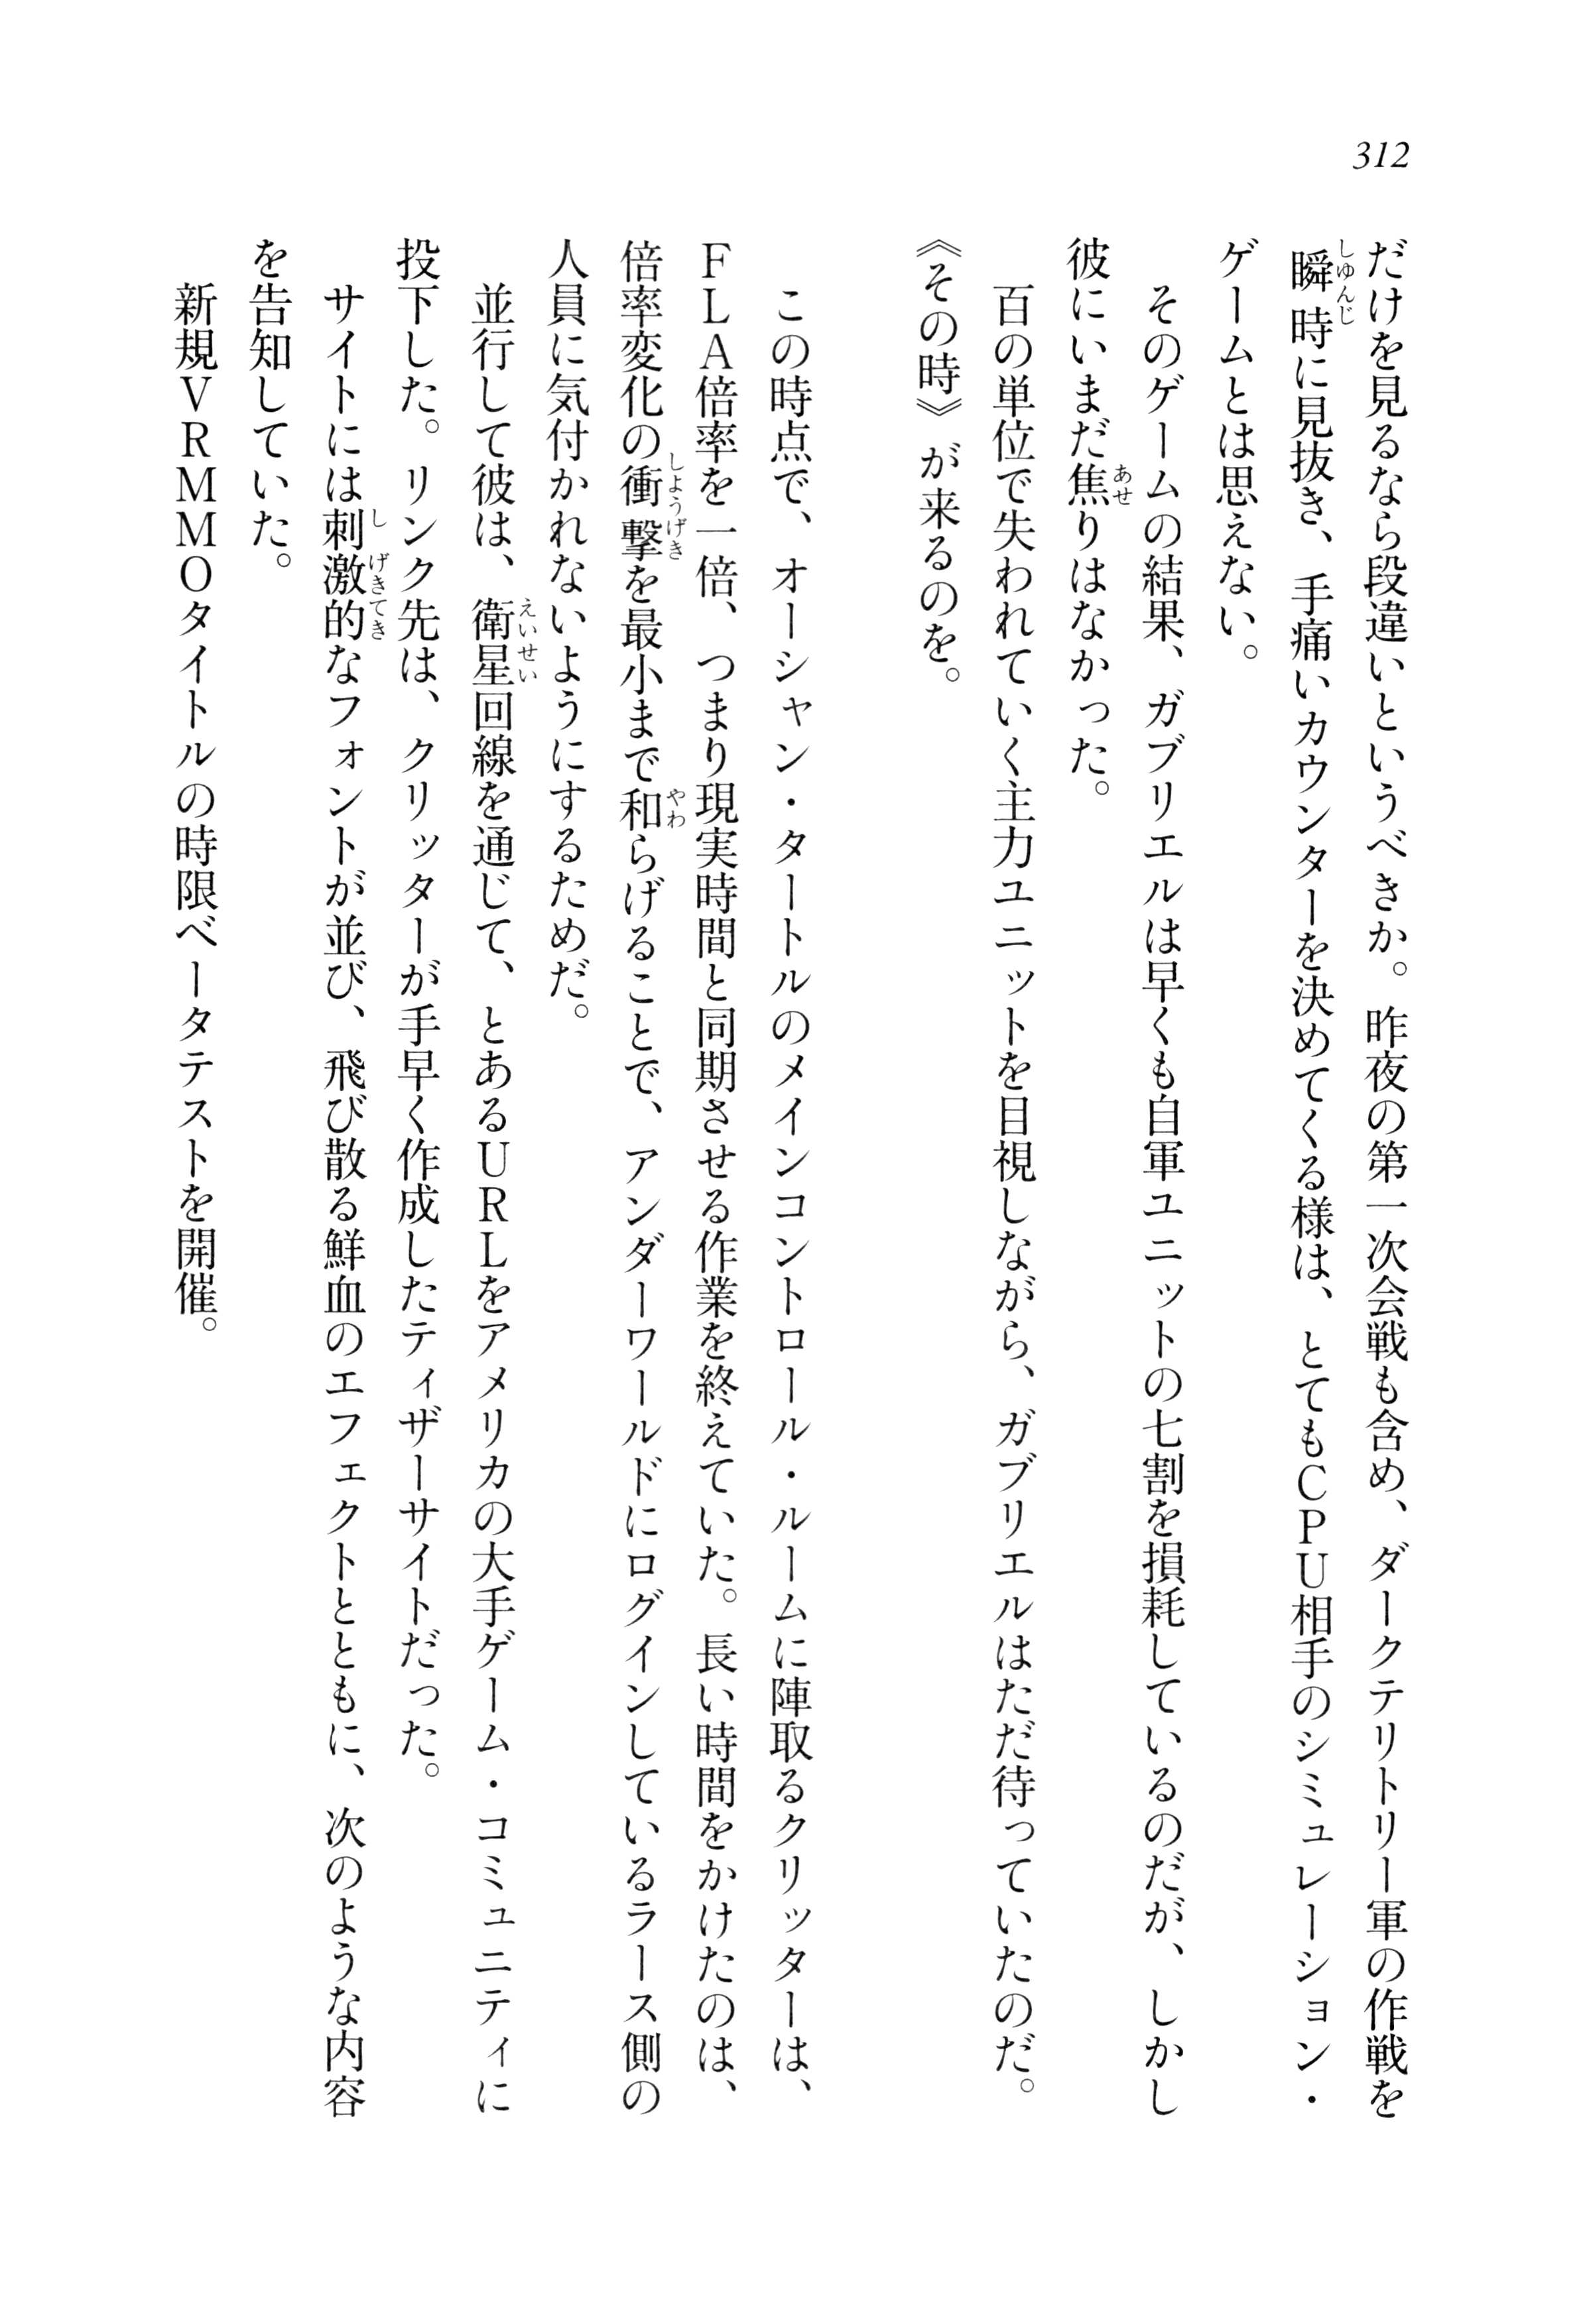 312
だけを見るなら段違いというべきか。昨夜の第一次会戦も含め、ダークテリトリー軍の作戦を
瞬時に見抜き、手痛いカウンターを決めてくる様は、とてもCPU相手のシミュレーション・
ゲームとは思えない。
そのゲームの結果、ガブリエルは早くも自軍ユニットの七割を損耗しているのだが、しかし
彼にいまだ焦りはなかった。
百の単位で失われていく主力ユニットを目視しながら、ガブリエルはただ待っていたのだ。
《その時》が来るのを。
この時点で、オーシャン・タートルのメインコントロール・ルームに陣取るクリッターは、
FLA倍率を一倍、つまり現実時間と同期させる作業を終えていた。長い時間をかけたのは、
倍率変化の衝撃を最小まで和らげることで、アンダーワールドにログインしているラース側の
人員に気付かれないようにするためだ。
並行して彼は、衛星回線を通じて、とあるURLをアメリカの大手ゲーム・コミュニティに
投下した。リンク先は、クリッターが手早く作成したティザーサイトだった。
サイトには刺激的なフォントが並び、飛び散る鮮血のエフェクトとともに、次のような内容
を告知していた。
新規VRMMOタイトルの時限ベータテストを開催。